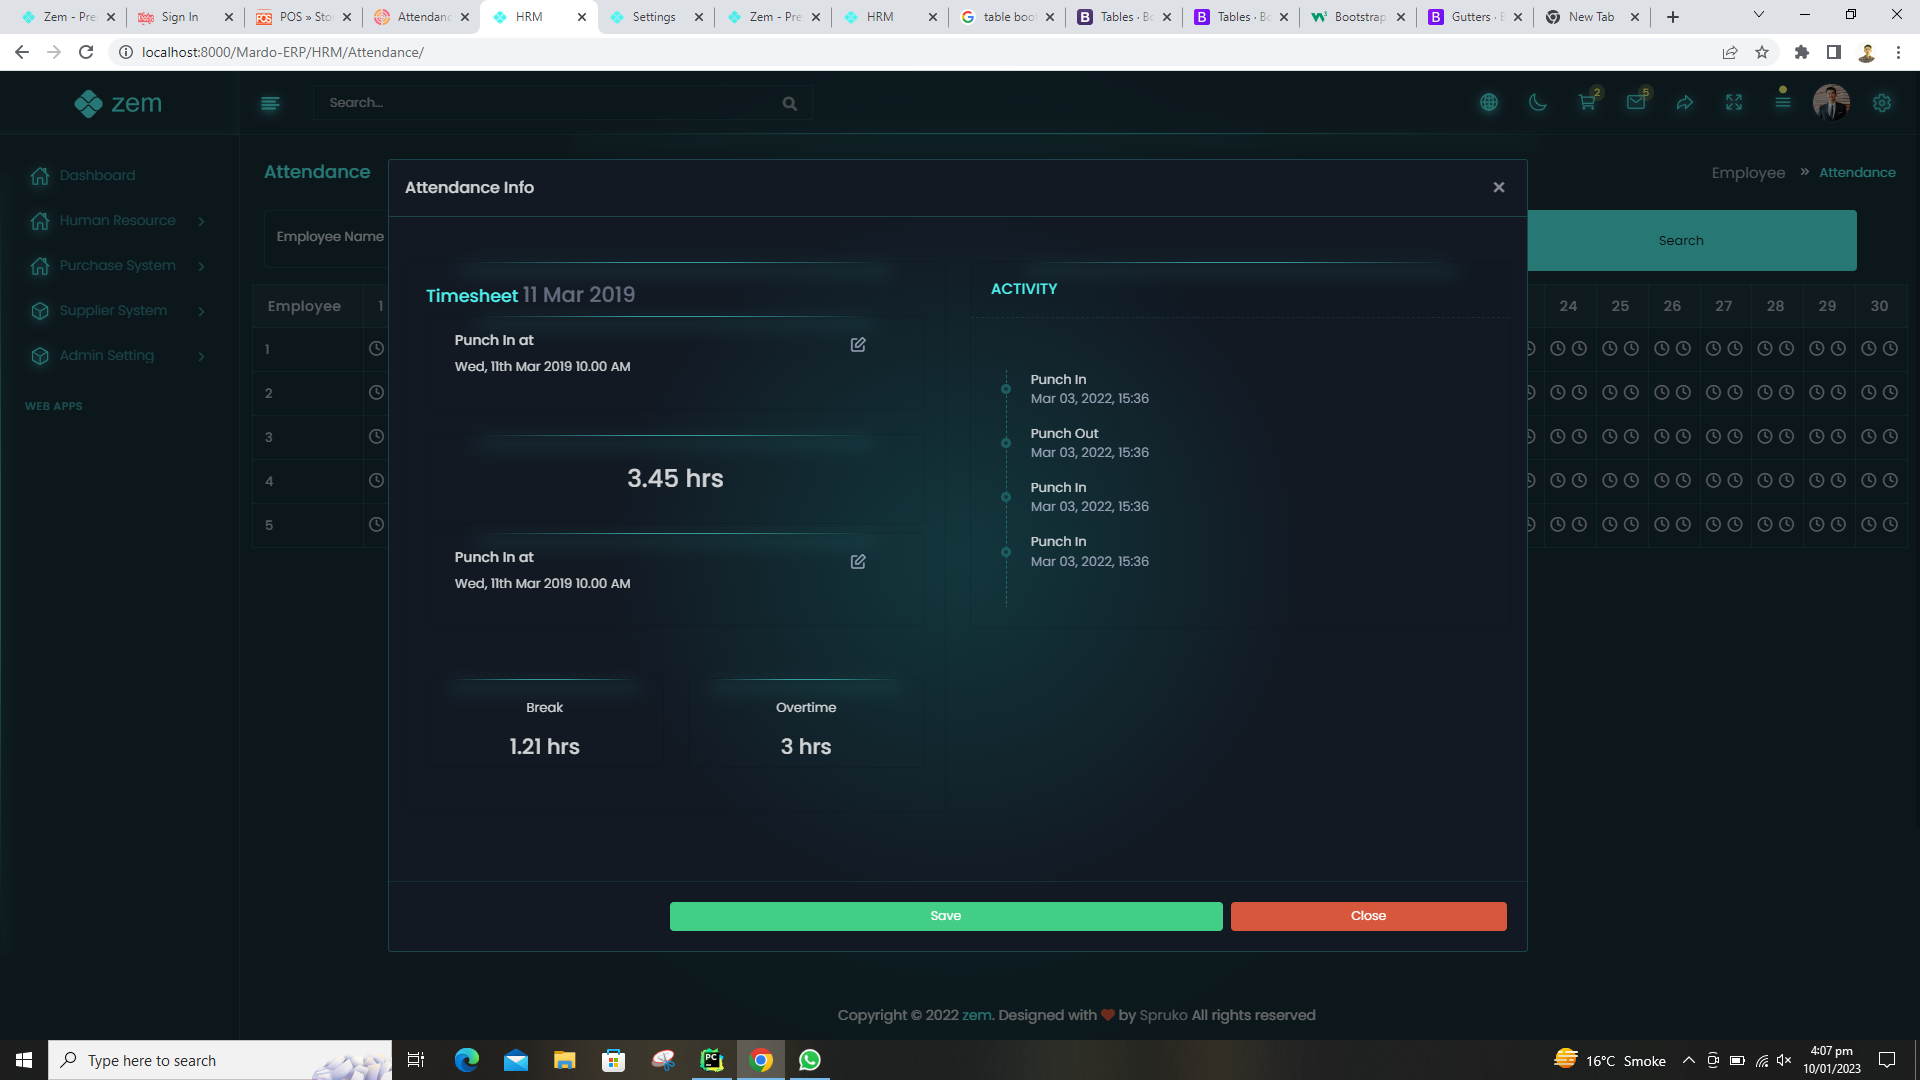 Zem - Pre
Sign In
POS » Sto
Attendanc
HRM
Settings
Zem - Pre
HRM
table boo
Tables · Bo
Tables · Bo
Bootstrap
Gutters · B
New Tab
localhost:8000/Mardo-ERP/HRM/Attendance/
zem
Search...
2
5
Dashboard
Human Resource
Purchase System
Supplier System
Admin Setting
WEB APPS
Attendance
Employee » Attendance
Employee Name
Search
Employee 1 24 25 26 27 28 29 30
1
2
3
4
5
Attendance Info
Timesheet 11 Mar 2019
Punch In at
Wed, 11th Mar 2019 10.00 AM
3.45 hrs
Punch In at
Wed, 11th Mar 2019 10.00 AM
Break
1.21 hrs
Overtime
3 hrs
ACTIVITY
Punch In
Mar 03, 2022, 15:36
Punch Out
Mar 03, 2022, 15:36
Punch In
Mar 03, 2022, 15:36
Punch In
Mar 03, 2022, 15:36
Save
Close
Copyright © 2022 zem. Designed with ❤ by Spruko All rights reserved
Type here to search
PC
16°C Smoke
4:07 pm
10/01/2023